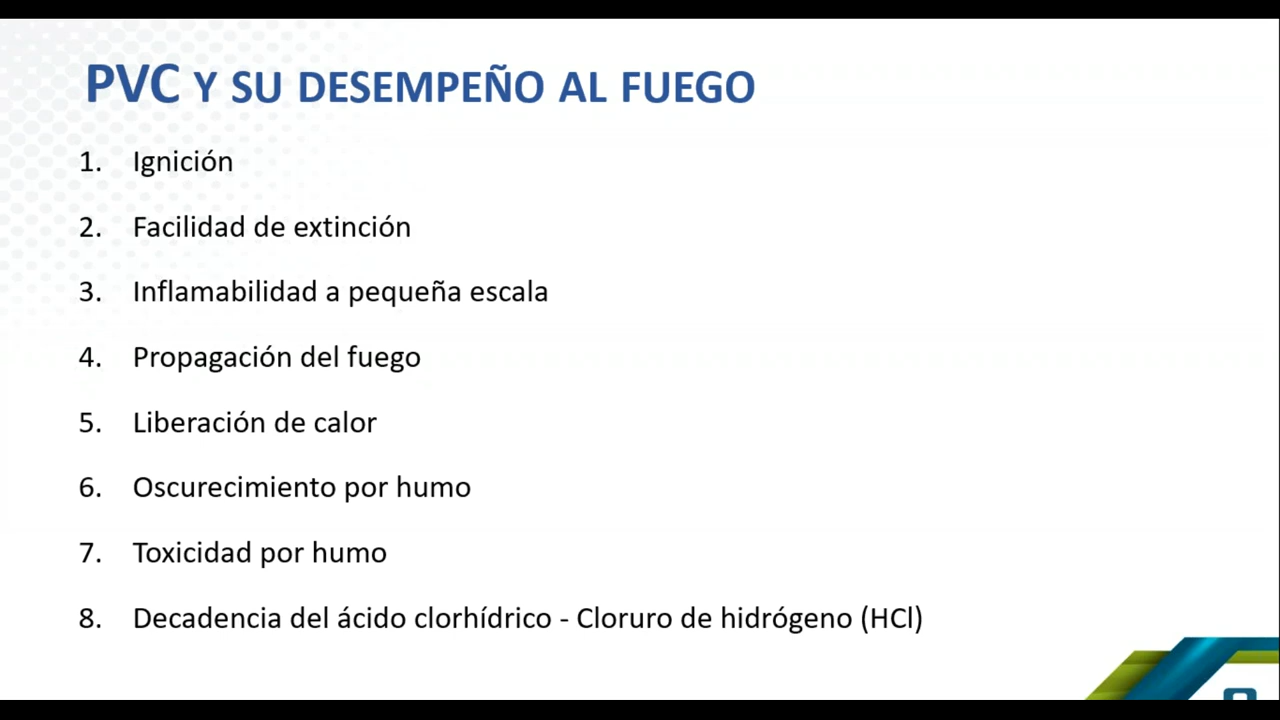 PVC Y SU DESEMPEÑO AL FUEGO
1. Ignición
2. Facilidad de extinción
3. Inflamabilidad a pequeña escala
4. Propagación del fuego
5. Liberación de calor
6. Oscurecimiento por humo
7. Toxicidad por humo
8. Decadencia del ácido clorhídrico - Cloruro de hidrógeno (HCl)